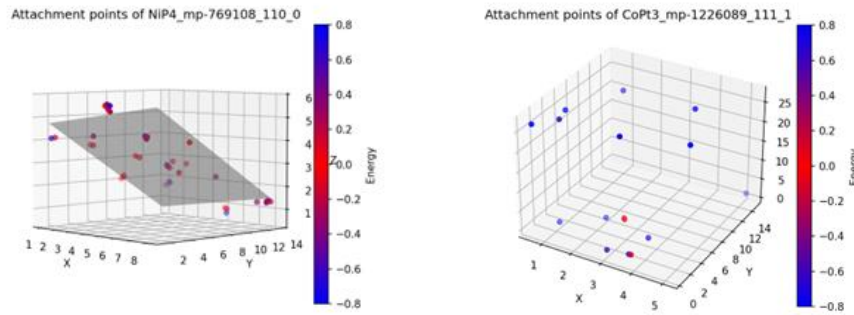 Attachment points of NiP4_mp-769108_110_0
0.8
0.6
0.4
0.2
0.0
−0.2
−0.4
−0.6
−0.8
Energy
6
5
4
3
2
1
Z
1 2 3 4 5 6 7 8
X
2 4 6 8 10 12 14
Y
Attachment points of CoPt3_mp-1226089_111_1
0.8
0.6
0.4
0.2
0.0
−0.2
−0.4
−0.6
−0.8
Energy
25
20
15
10
5
0
1 2 3 4 5
X
0 2 4 6 8 10 12 14
Y